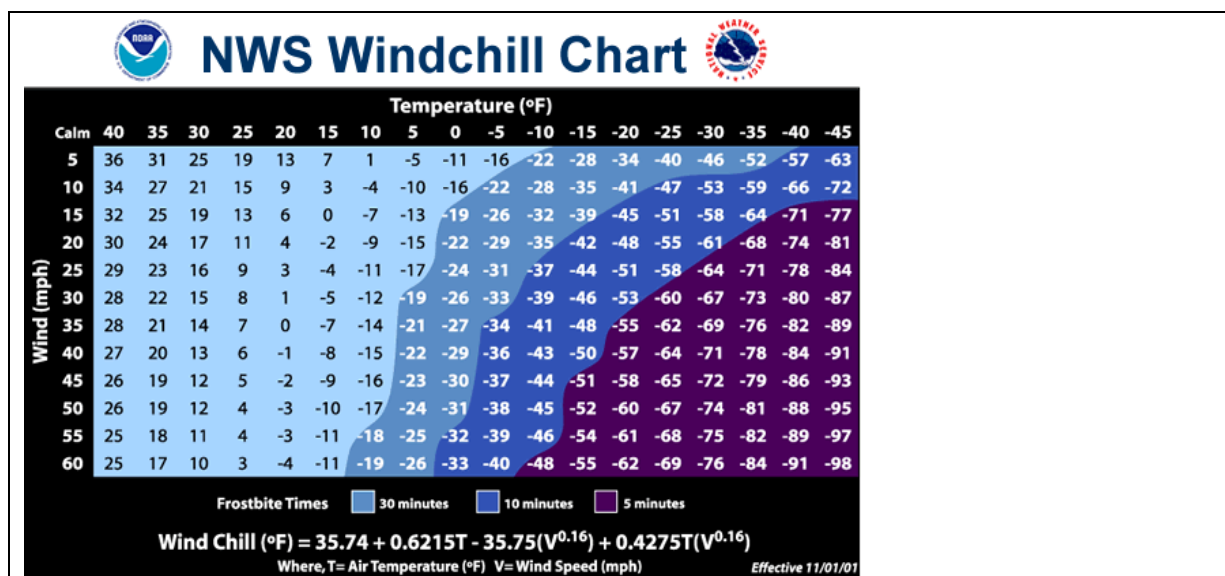 NOAA
NWS Windchill Chart
NATIONAL WEATHER SERVICE
Temperature (ºF)
Calm 40 35 30 25 20 15 10 5 0 -5 -10 -15 -20 -25 -30 -35 -40 -45
5 36 31 25 19 13 7 1 -5 -11 -16 -22 -28 -34 -40 -46 -52 -57 -63
10 34 27 21 15 9 3 -4 -10 -16 -22 -28 -35 -41 -47 -53 -59 -66 -72
15 32 25 19 13 6 0 -7 -13 -19 -26 -32 -39 -45 -51 -58 -64 -71 -77
20 30 24 17 11 4 -2 -9 -15 -22 -29 -35 -42 -48 -55 -61 -68 -74 -81
25 29 23 16 9 3 -4 -11 -17 -24 -31 -37 -44 -51 -58 -64 -71 -78 -84
30 28 22 15 8 1 -5 -12 -19 -26 -33 -39 -46 -53 -60 -67 -73 -80 -87
35 28 21 14 7 0 -7 -14 -21 -27 -34 -41 -48 -55 -62 -69 -76 -82 -89
40 27 20 13 6 -1 -8 -15 -22 -29 -36 -43 -50 -57 -64 -71 -78 -84 -91
45 26 19 12 5 -2 -9 -16 -23 -30 -37 -44 -51 -58 -65 -72 -79 -86 -93
50 26 19 12 4 -3 -10 -17 -24 -31 -38 -45 -52 -60 -67 -74 -81 -88 -95
55 25 18 11 4 -3 -11 -18 -25 -32 -39 -46 -54 -61 -68 -75 -82 -89 -97
60 25 17 10 3 -4 -11 -19 -26 -33 -40 -48 -55 -62 -69 -76 -84 -91 -98
Wind (mph)
Frostbite Times 30 minutes 10 minutes 5 minutes
Wind Chill (ºF) = 35.74 + 0.6215T - 35.75(V^0.16) + 0.4275T(V^0.16)
Where, T= Air Temperature (ºF) V= Wind Speed (mph)
Effective 11/01/01